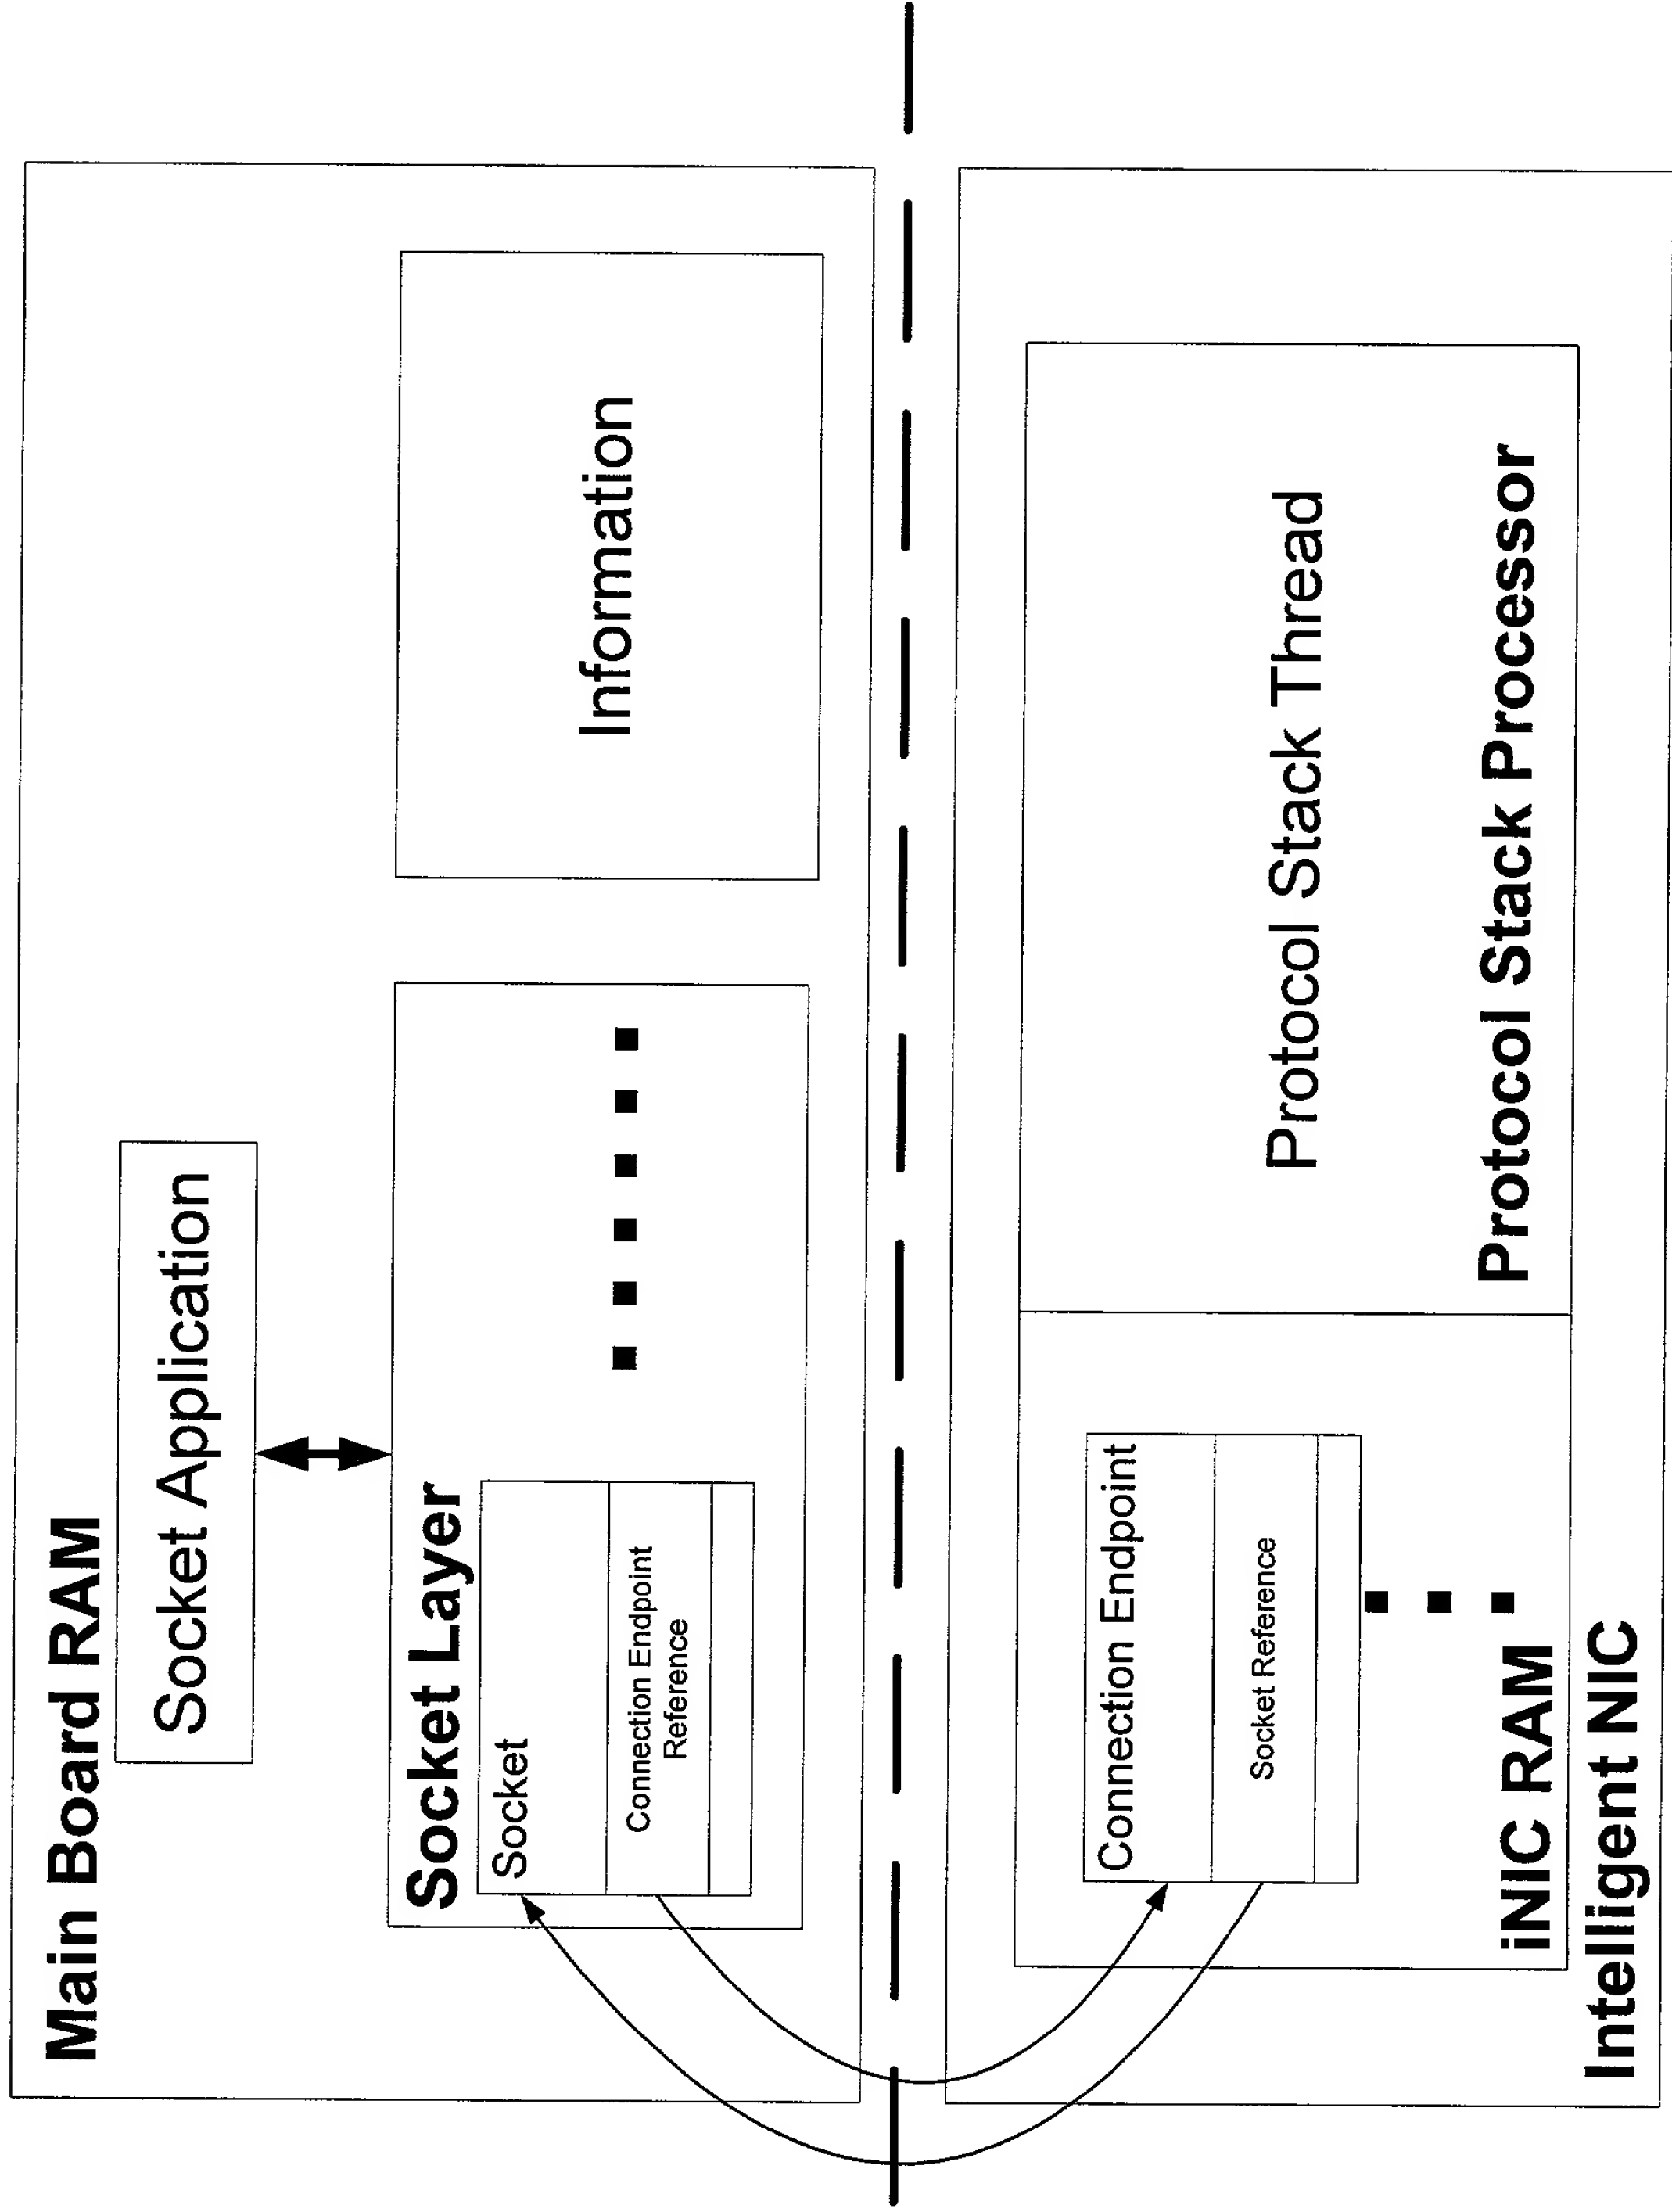 Main Board RAM
Socket Application
Socket Layer
Socket
Connection Endpoint
Reference
Information
Connection Endpoint
Socket Reference
iNIC RAM
Protocol Stack Thread
Protocol Stack Processor
Intelligent NIC